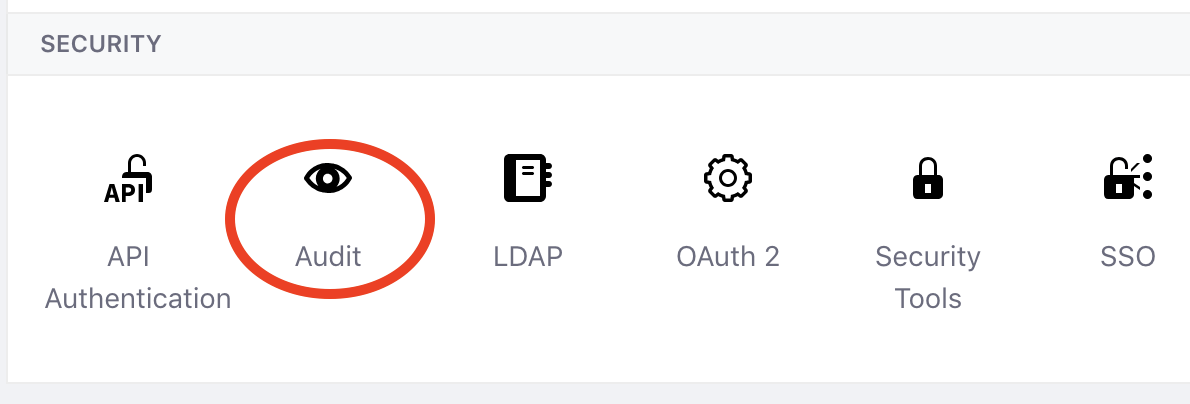 SECURITY
API
API
Authentication
Audit
LDAP
OAuth 2
Security
Tools
SSO